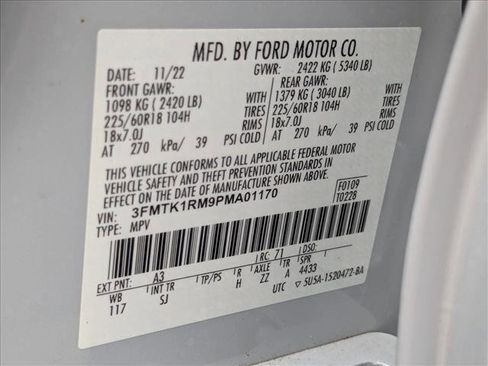 MFD. BY FORD MOTOR CO.
DATE: 11/22 GVWR: 2422 KG (5340 LB)
FRONT GAWR: REAR GAWR:
1098 KG (2420 LB) WITH 1379 KG (3040 LB) WITH
225/60R18 104H TIRES 225/60R18 104H TIRES
18x7.0J RIMS 18x7.0J RIMS
AT 270 kPa/ 39 PSI COLD AT 270 kPa/ 39 PSI COLD
THIS VEHICLE CONFORMS TO ALL APPLICABLE FEDERAL MOTOR
VEHICLE SAFETY AND THEFT PREVENTION STANDARDS IN
EFFECT ON THE DATE OF MANUFACTURE SHOWN ABOVE.
VIN: 3FMTK1RM9PMA01170 F0109
TYPE: MPV T0228
EXT PNT: A3 RC: 71 DSO:
WB INT TR TP/PS R AXLE TR SPR
117 SJ H ZZ A 4433
UTC 5U5A-1520472-BA